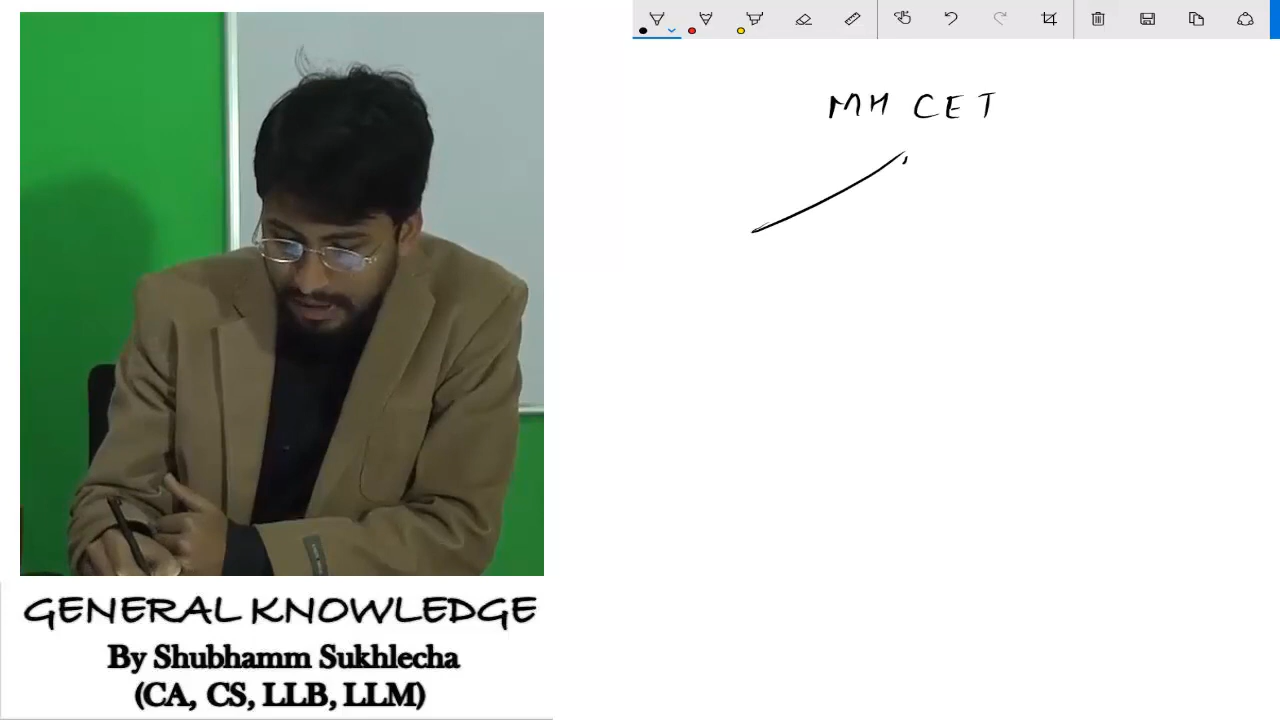 MH CET
GENERAL KNOWLEDGE
By Shubhamm Sukhlecha
(CA, CS, LLB, LLM)